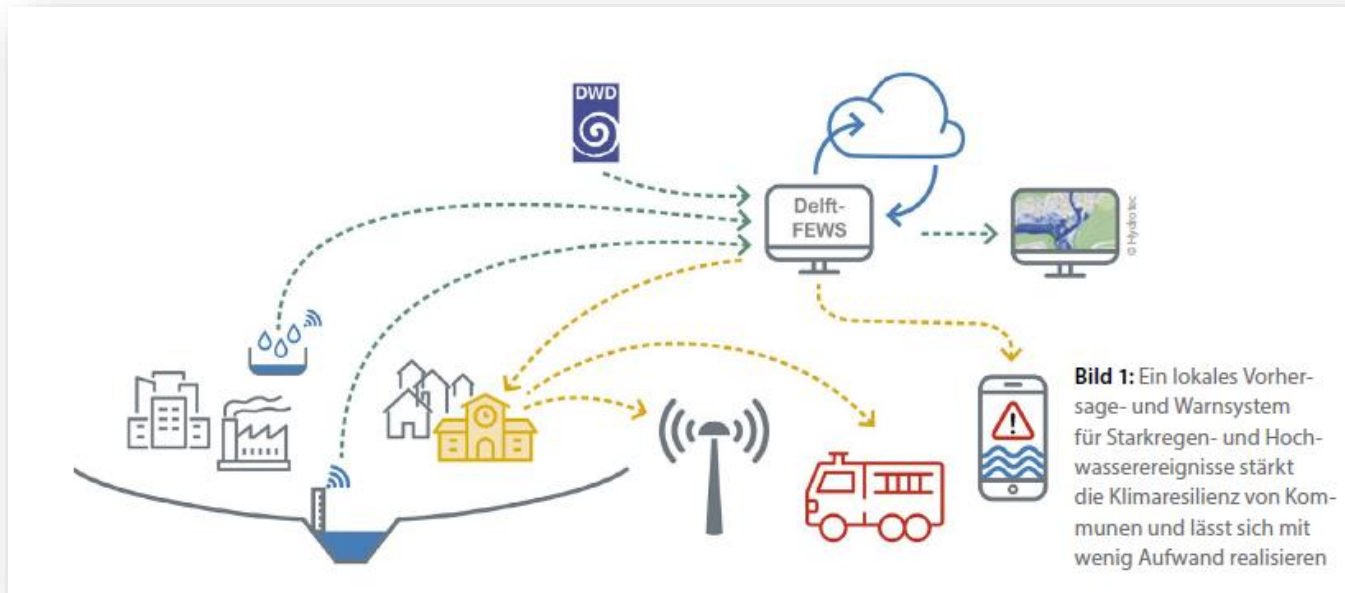 DWD
Delft-
FEWS
© Hydrotec
Bild 1: Ein lokales Vorher-
sage- und Warnsystem
für Starkregen- und Hoch-
wasserereignisse stärkt
die Klimaresilienz von Kom-
munen und lässt sich mit
wenig Aufwand realisieren